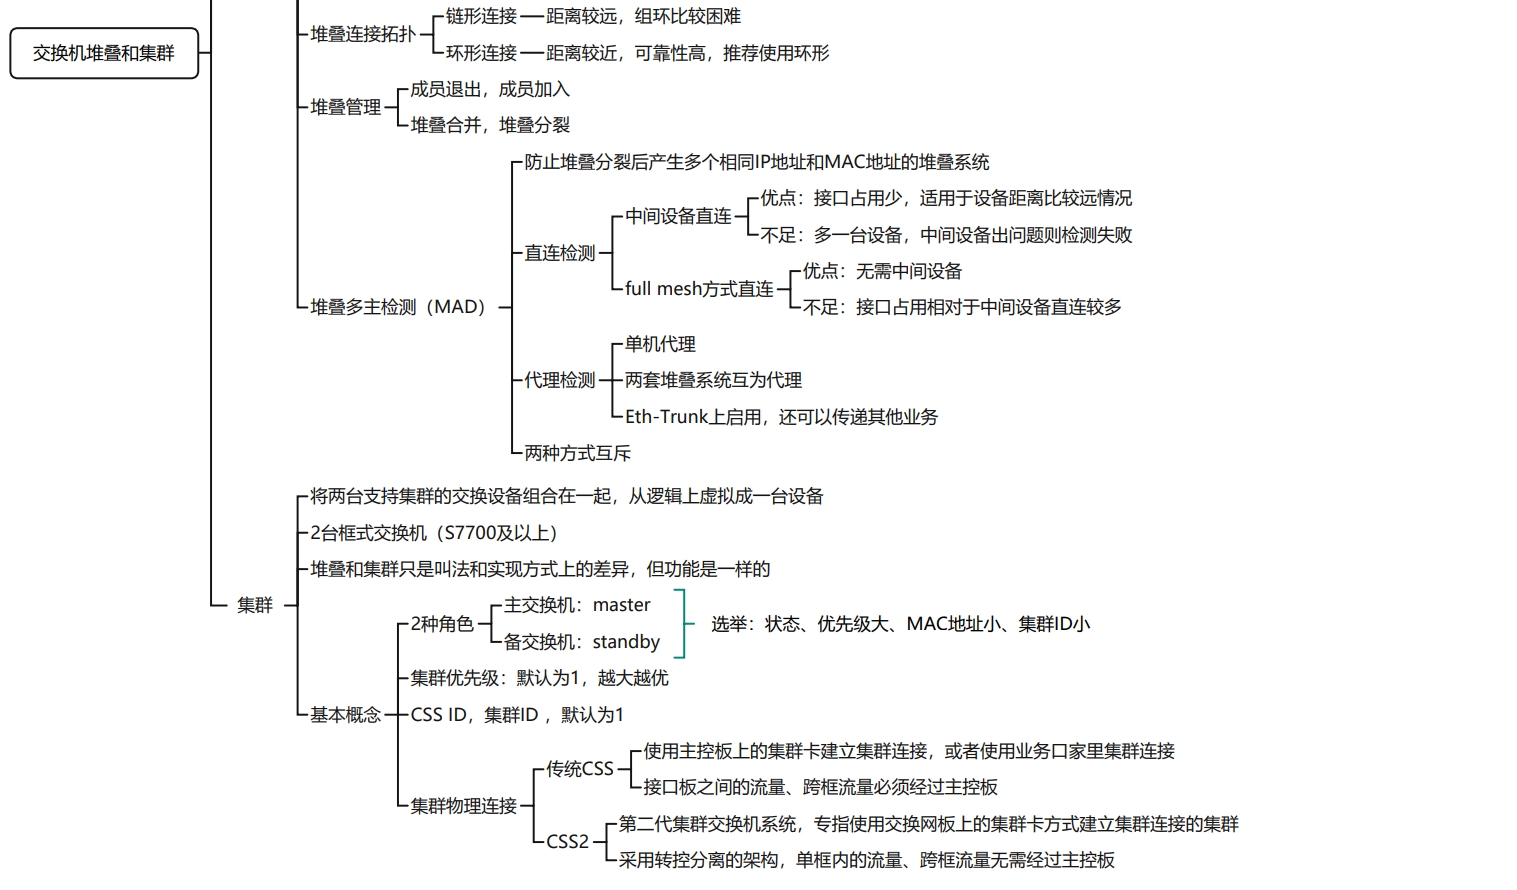 交换机堆叠和集群
堆叠连接拓扑
链形连接
距离较远，组环比较困难
环形连接
距离较近，可靠性高，推荐使用环形
堆叠管理
成员退出，成员加入
堆叠合并，堆叠分裂
堆叠多主检测（MAD）
防止堆叠分裂后产生多个相同IP地址和MAC地址的堆叠系统
直连检测
中间设备直连
优点：接口占用少，适用于设备距离比较远情况
不足：多一台设备，中间设备出问题则检测失败
full mesh方式直连
优点：无需中间设备
不足：接口占用相对于中间设备直连较多
代理检测
单机代理
两套堆叠系统互为代理
Eth-Trunk上启用，还可以传递其他业务
两种方式互斥
集群
将两台支持集群的交换设备组合在一起，从逻辑上虚拟成一台设备
2台框式交换机（S7700及以上）
堆叠和集群只是叫法和实现方式上的差异，但功能是一样的
基本概念
2种角色
主交换机：master
备交换机：standby
选举：状态、优先级大、MAC地址小、集群ID小
集群优先级：默认为1，越大越优
CSS ID，集群ID ，默认为1
集群物理连接
传统CSS
使用主控板上的集群卡建立集群连接，或者使用业务口家里集群连接
接口板之间的流量、跨框流量必须经过主控板
CSS2
第二代集群交换机系统，专指使用交换网板上的集群卡方式建立集群连接的集群
采用转控分离的架构，单框内的流量、跨框流量无需经过主控板